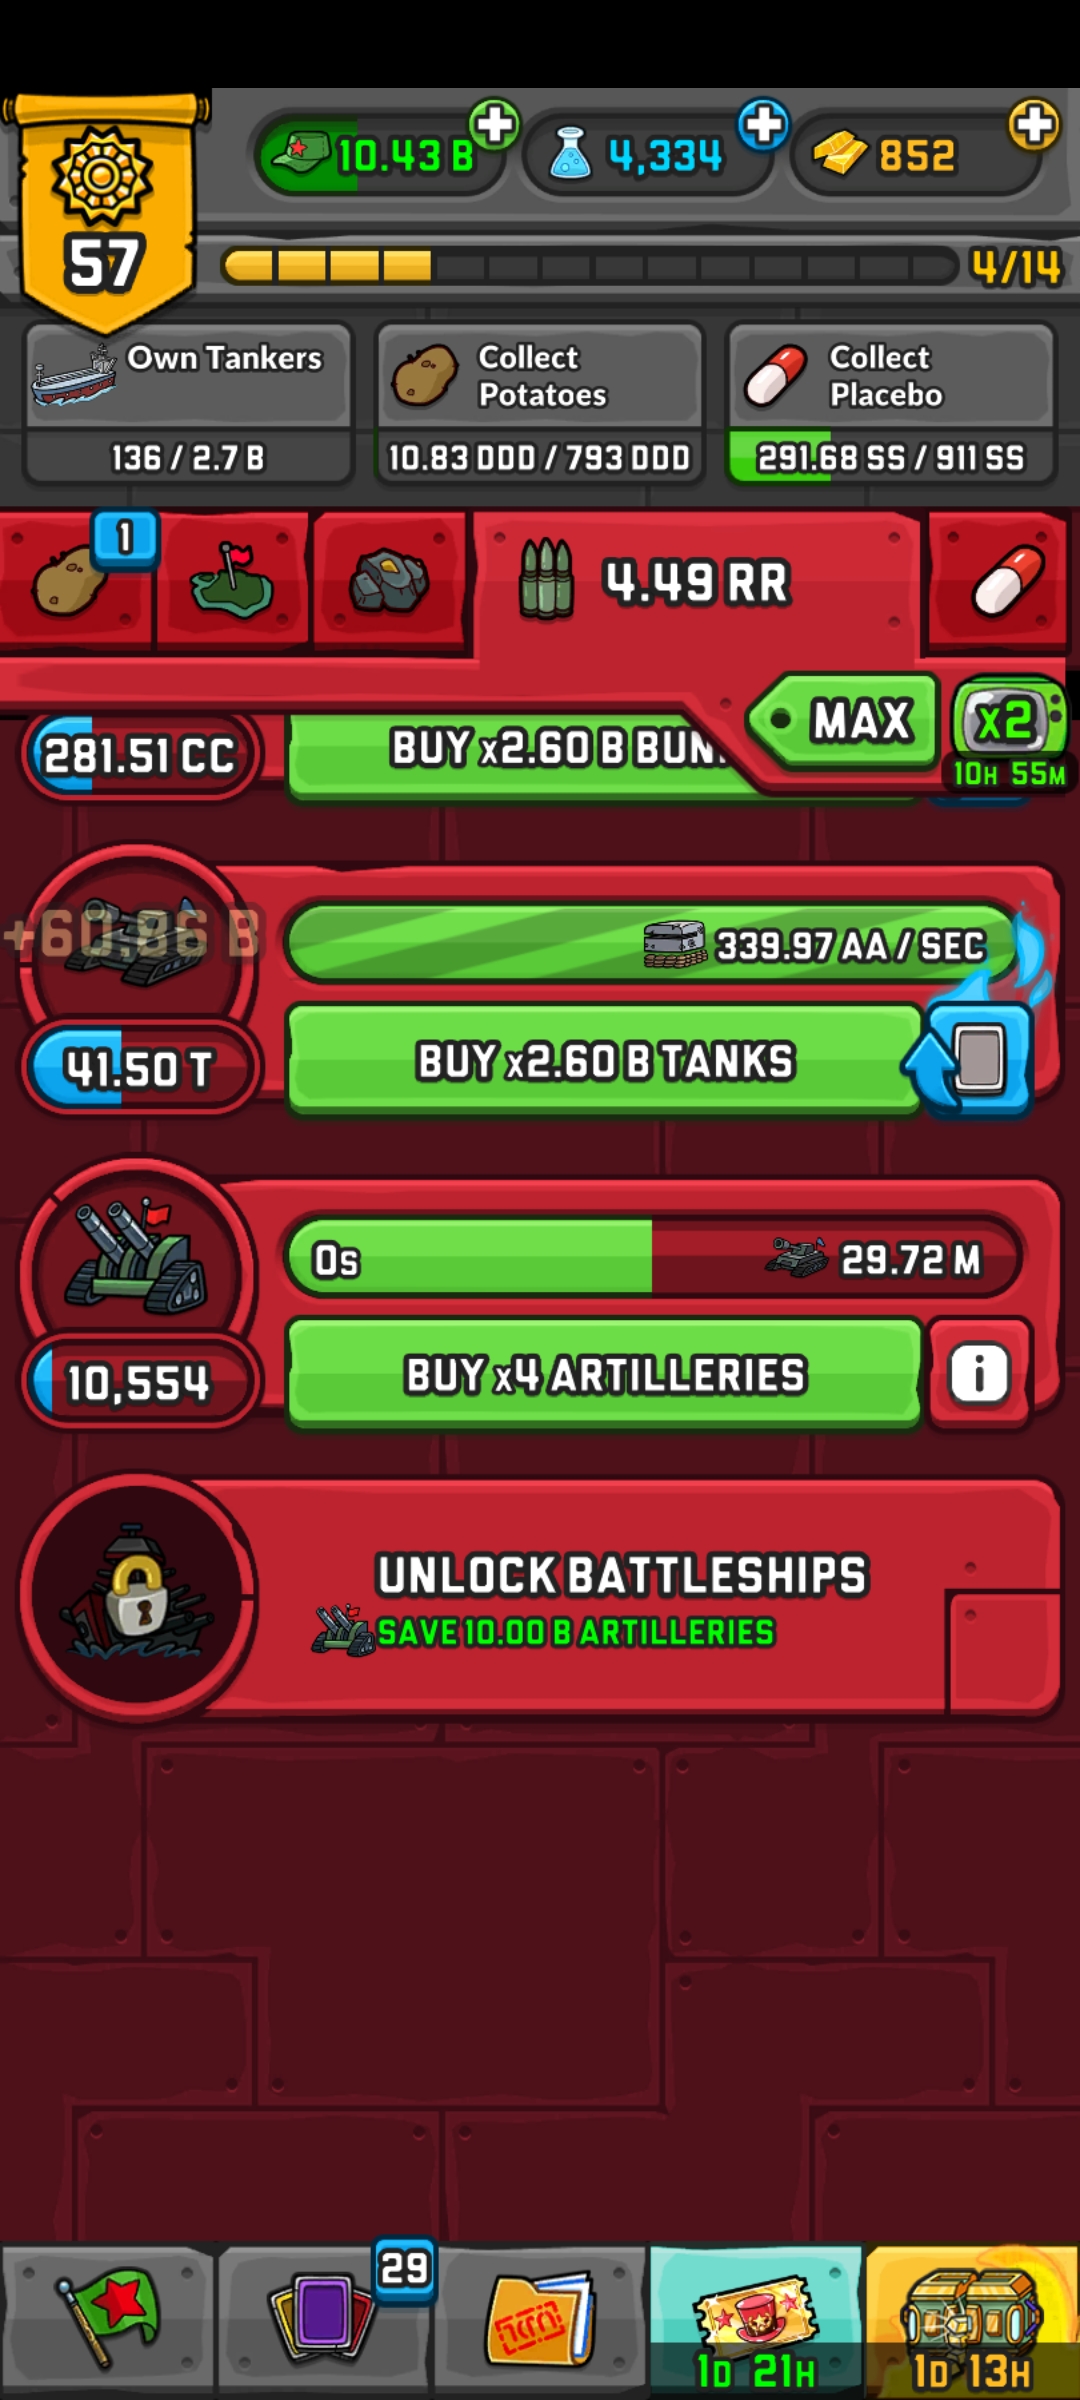 10.43 B
4,334
852
57
4/14
Own Tankers
136 / 2.7 B
Collect
Potatoes
10.83 DDD / 793 DDD
Collect
Placebo
291.68 SS / 911 SS
1
4.49 RR
MAX
x2
10H 55M
281.51 CC
BUY x2.60 B BUN.
+60.86 B
339.97 AA / SEC
41.50 T
BUY x2.60 B TANKS
0s
29.72 M
10,554
BUY x4 ARTILLERIES
i
UNLOCK BATTLESHIPS
SAVE 10.00 B ARTILLERIES
29
1D 21H
1D 13H